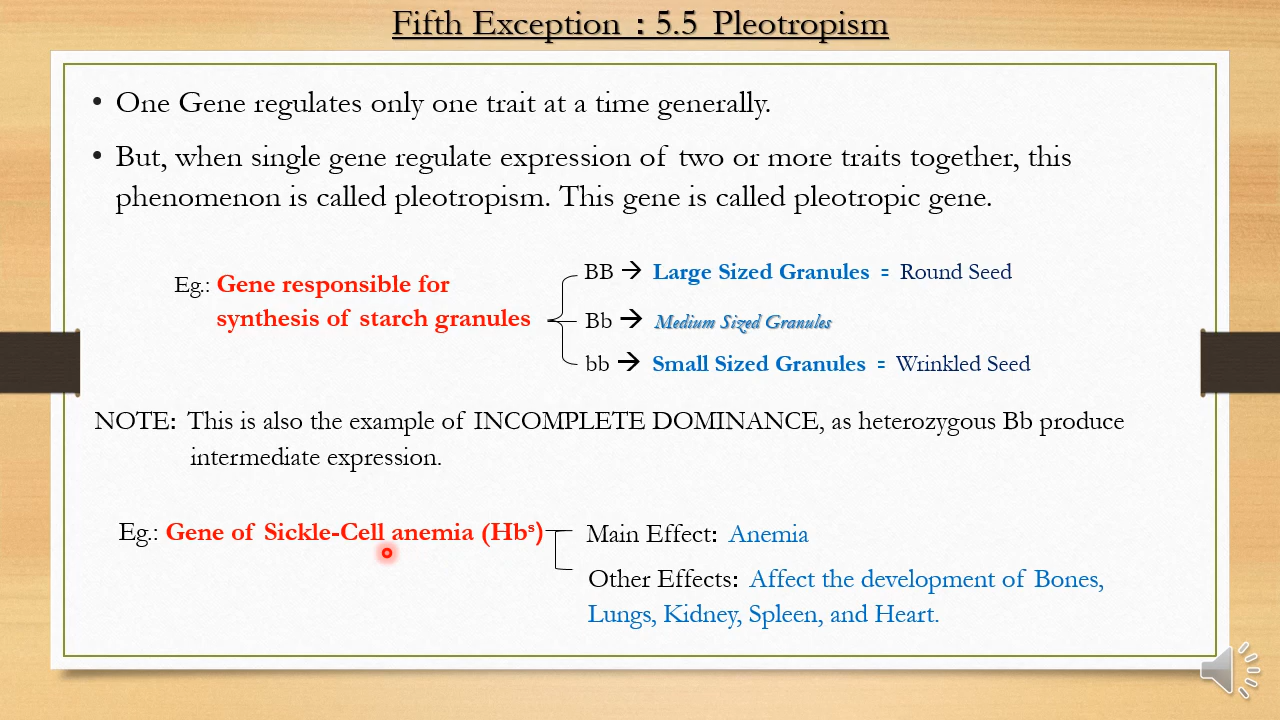 Fifth Exception : 5.5 Pleotropism
• One Gene regulates only one trait at a time generally.
• But, when single gene regulate expression of two or more traits together, this
phenomenon is called pleotropism. This gene is called pleotropic gene.
Eg.: Gene responsible for
synthesis of starch granules
BB → Large Sized Granules = Round Seed
Bb → Medium Sized Granules
bb → Small Sized Granules = Wrinkled Seed
NOTE: This is also the example of INCOMPLETE DOMINANCE, as heterozygous Bb produce
intermediate expression.
Eg.: Gene of Sickle-Cell anemia (Hbˢ)
Main Effect: Anemia
Other Effects: Affect the development of Bones,
Lungs, Kidney, Spleen, and Heart.